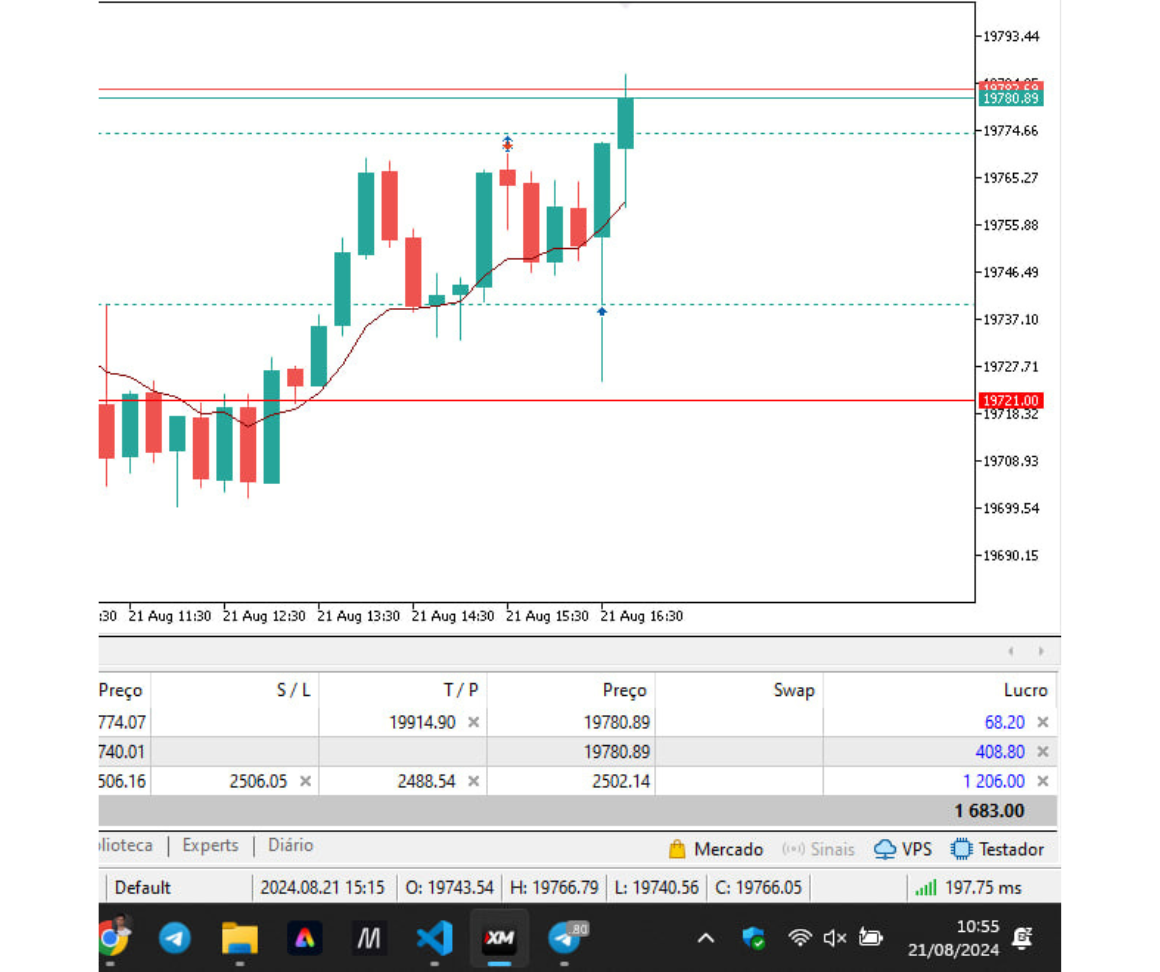 19793.44
19782.69
19780.89
19774.66
19765.27
19755.88
19746.49
19737.10
19727.71
19721.00
19718.32
19708.93
19699.54
19690.15
:30 21 Aug 11:30 21 Aug 12:30 21 Aug 13:30 21 Aug 14:30 21 Aug 15:30 21 Aug 16:30
Preço S / L T / P Preço Swap Lucro
774.07 19914.90 × 19780.89 68.20 ×
740.01 19780.89 408.80 ×
506.16 2506.05 × 2488.54 × 2502.14 1 206.00 ×
1 683.00
blioteca | Experts | Diário Mercado Sinais VPS Testador
Default 2024.08.21 15:15 O: 19743.54 H: 19766.79 L: 19740.56 C: 19766.05 197.75 ms
XM 80 10:55
21/08/2024